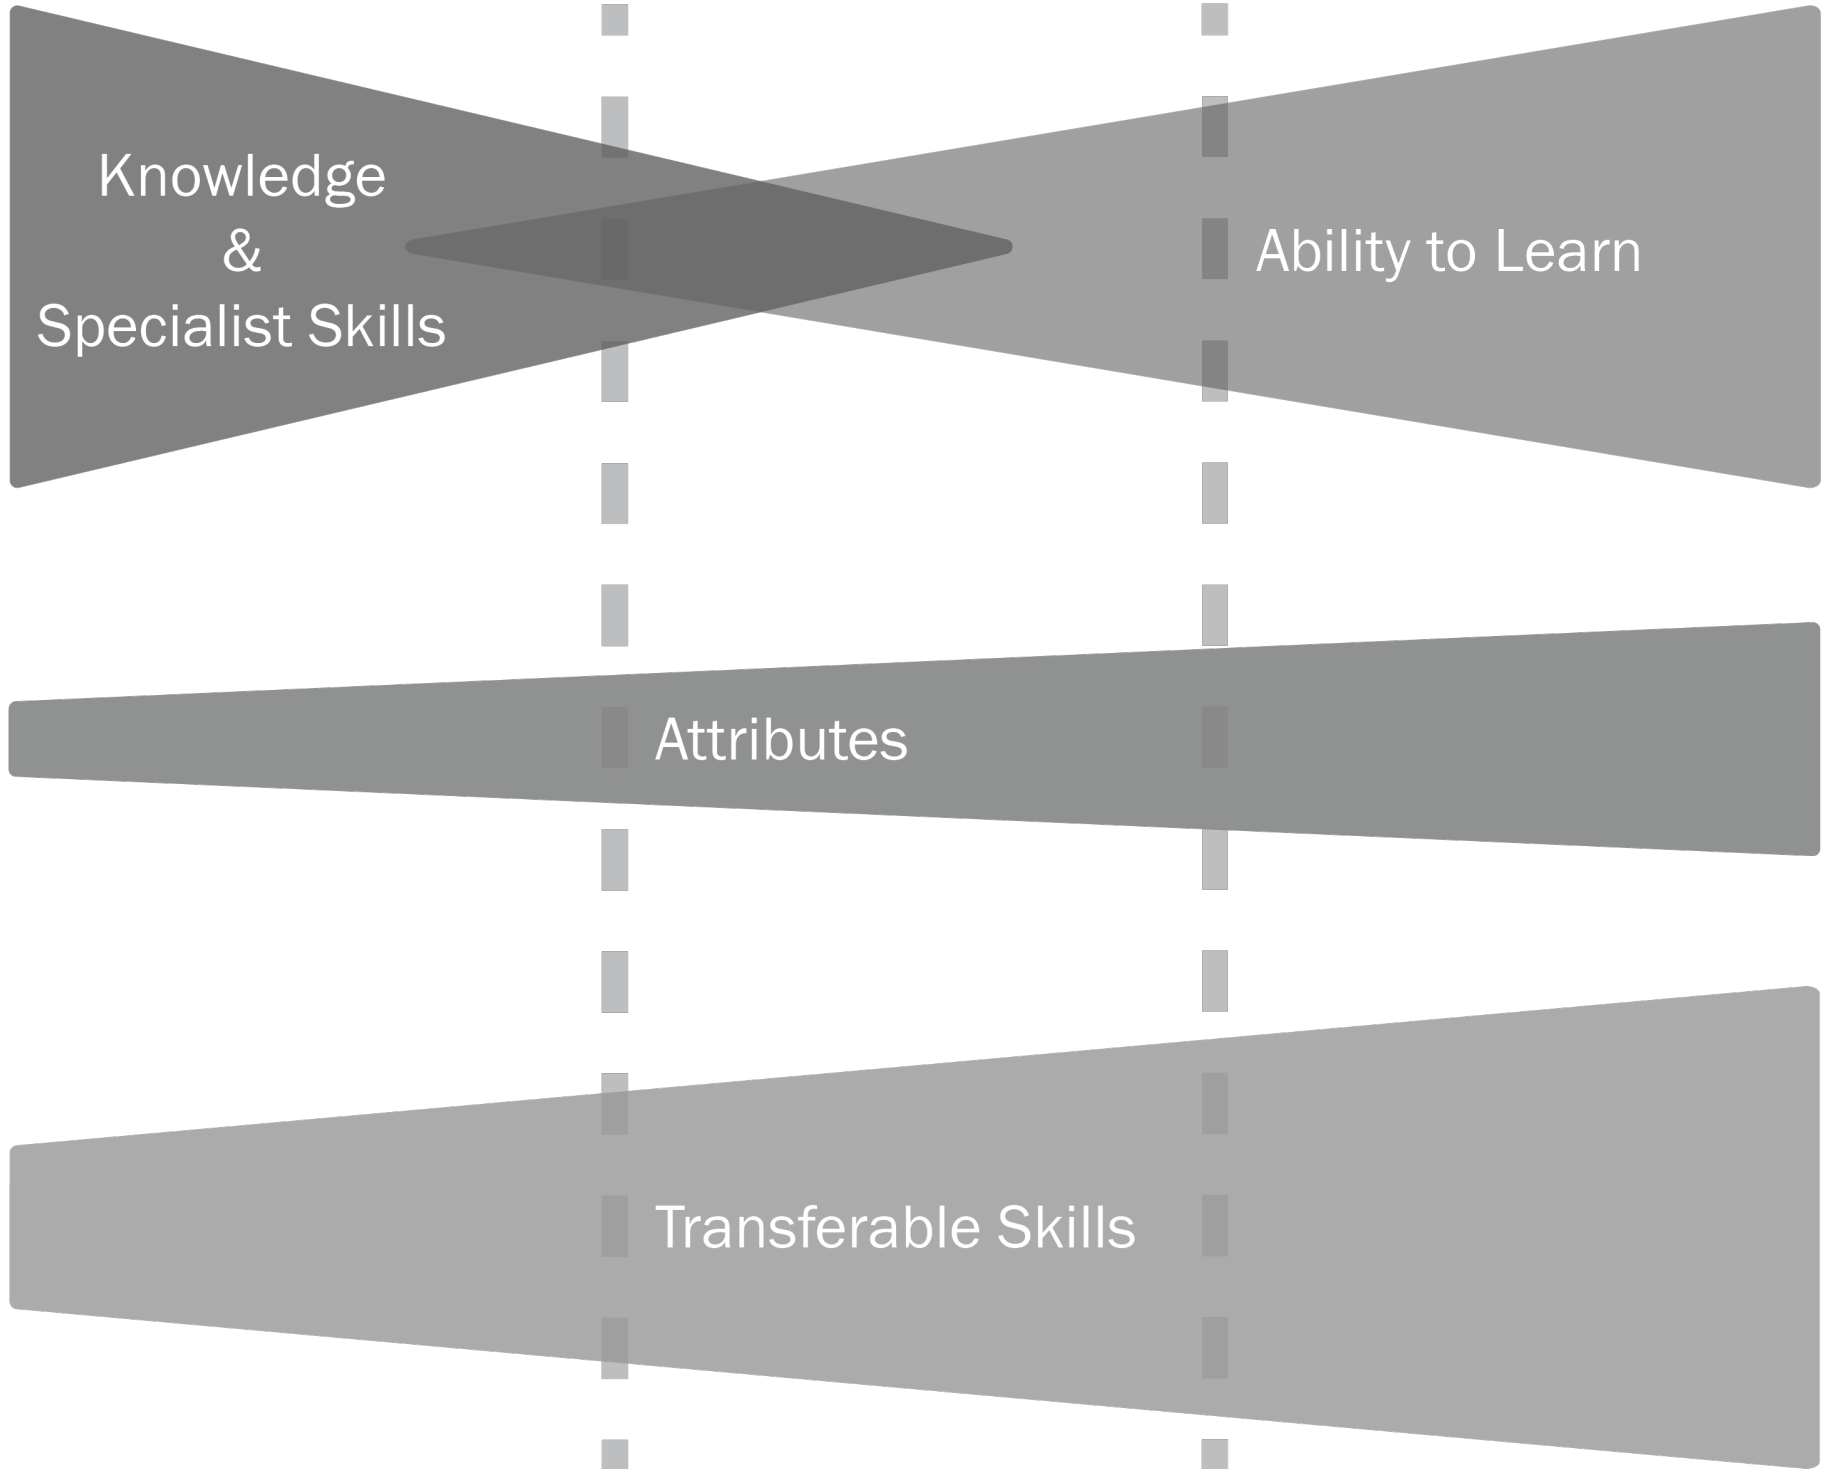 Knowledge
&
Specialist Skills
Ability to Learn
Attributes
Transferable Skills